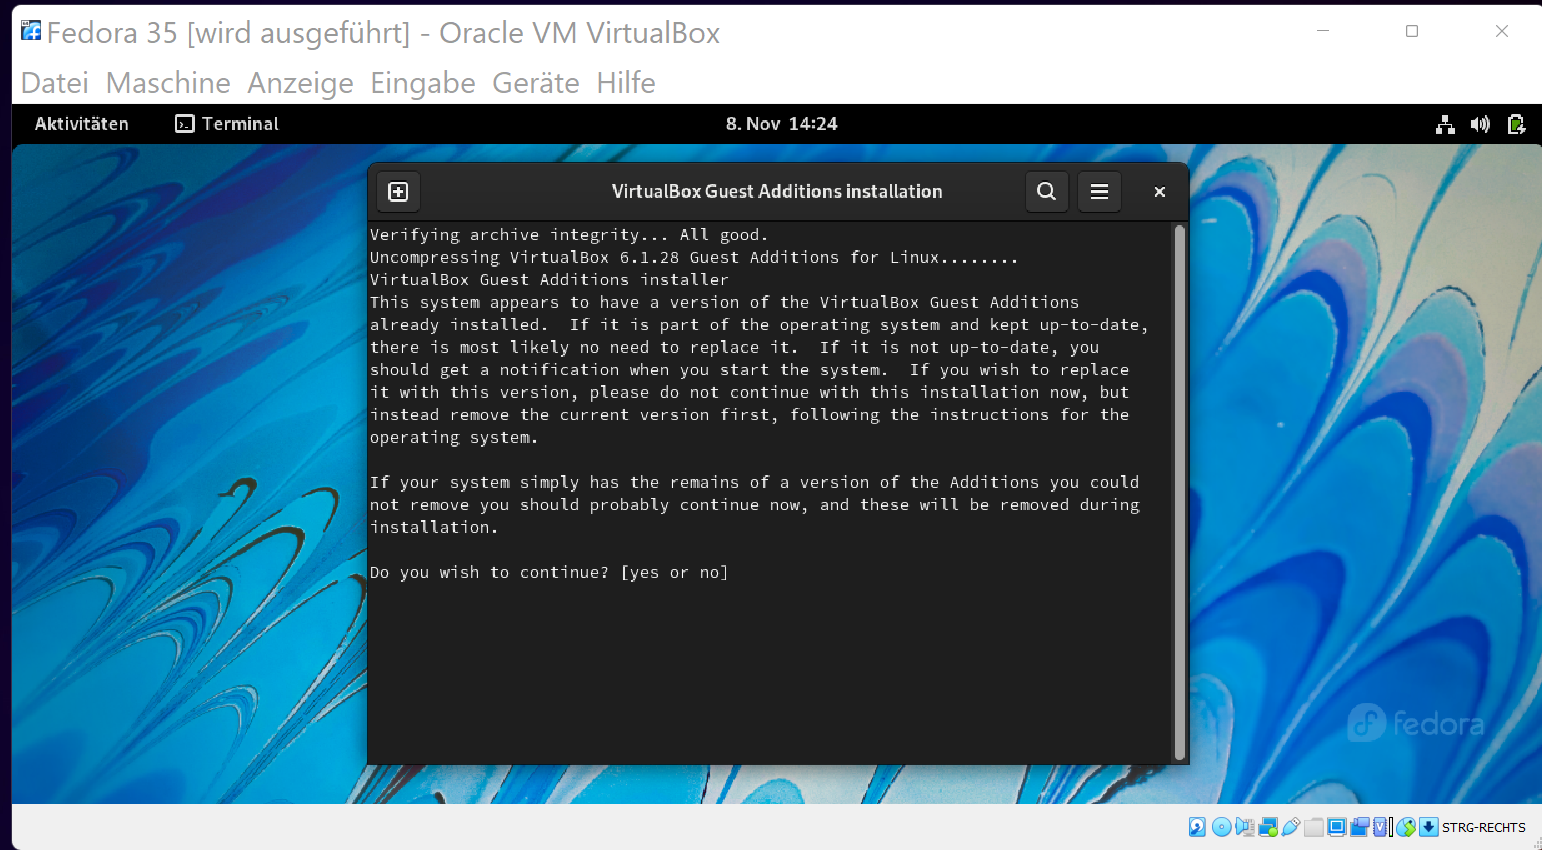 Fedora 35 [wird ausgeführt] - Oracle VM VirtualBox
Datei Maschine Anzeige Eingabe Geräte Hilfe
Aktivitäten Terminal 8. Nov 14:24
VirtualBox Guest Additions installation
Verifying archive integrity... All good.
Uncompressing VirtualBox 6.1.28 Guest Additions for Linux........
VirtualBox Guest Additions installer
This system appears to have a version of the VirtualBox Guest Additions
already installed.  If it is part of the operating system and kept up-to-date,
there is most likely no need to replace it.  If it is not up-to-date, you
should get a notification when you start the system.  If you wish to replace
it with this version, please do not continue with this installation now, but
instead remove the current version first, following the instructions for the
operating system.
If your system simply has the remains of a version of the Additions you could
not remove you should probably continue now, and these will be removed during
installation.
Do you wish to continue? [yes or no]
fedora
STRG-RECHTS